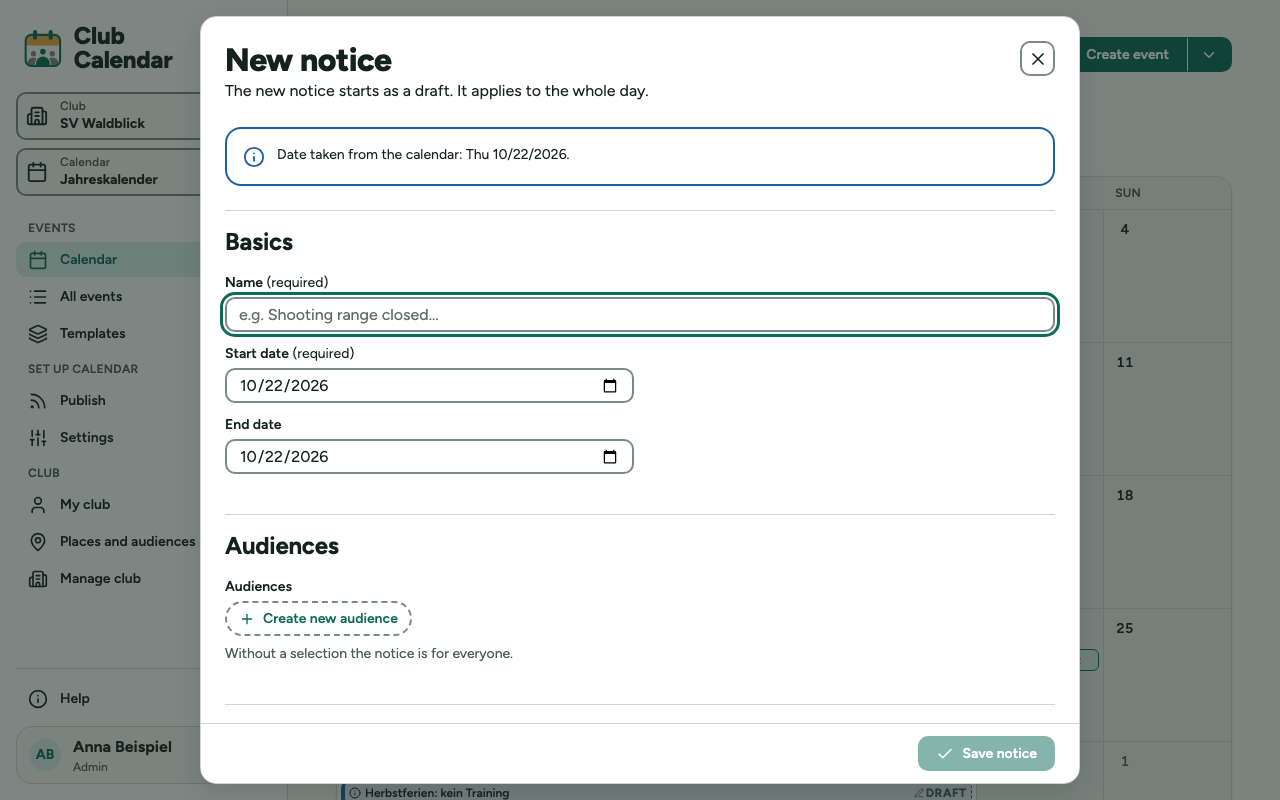 Club
Calendar
Club
SV Waldblick
Calendar
Jahreskalender
EVENTS
Calendar
All events
Templates
SET UP CALENDAR
Publish
Settings
CLUB
My club
Places and audiences
Manage club
Help
AB
Anna Beispiel
Admin
Create event
SUN
4
11
18
25
1
Herbstferien: kein Training
DRAFT
New notice
The new notice starts as a draft. It applies to the whole day.
Date taken from the calendar: Thu 10/22/2026.
Basics
Name (required)
e.g. Shooting range closed...
Start date (required)
10/22/2026
End date
10/22/2026
Audiences
Audiences
Create new audience
Without a selection the notice is for everyone.
Save notice